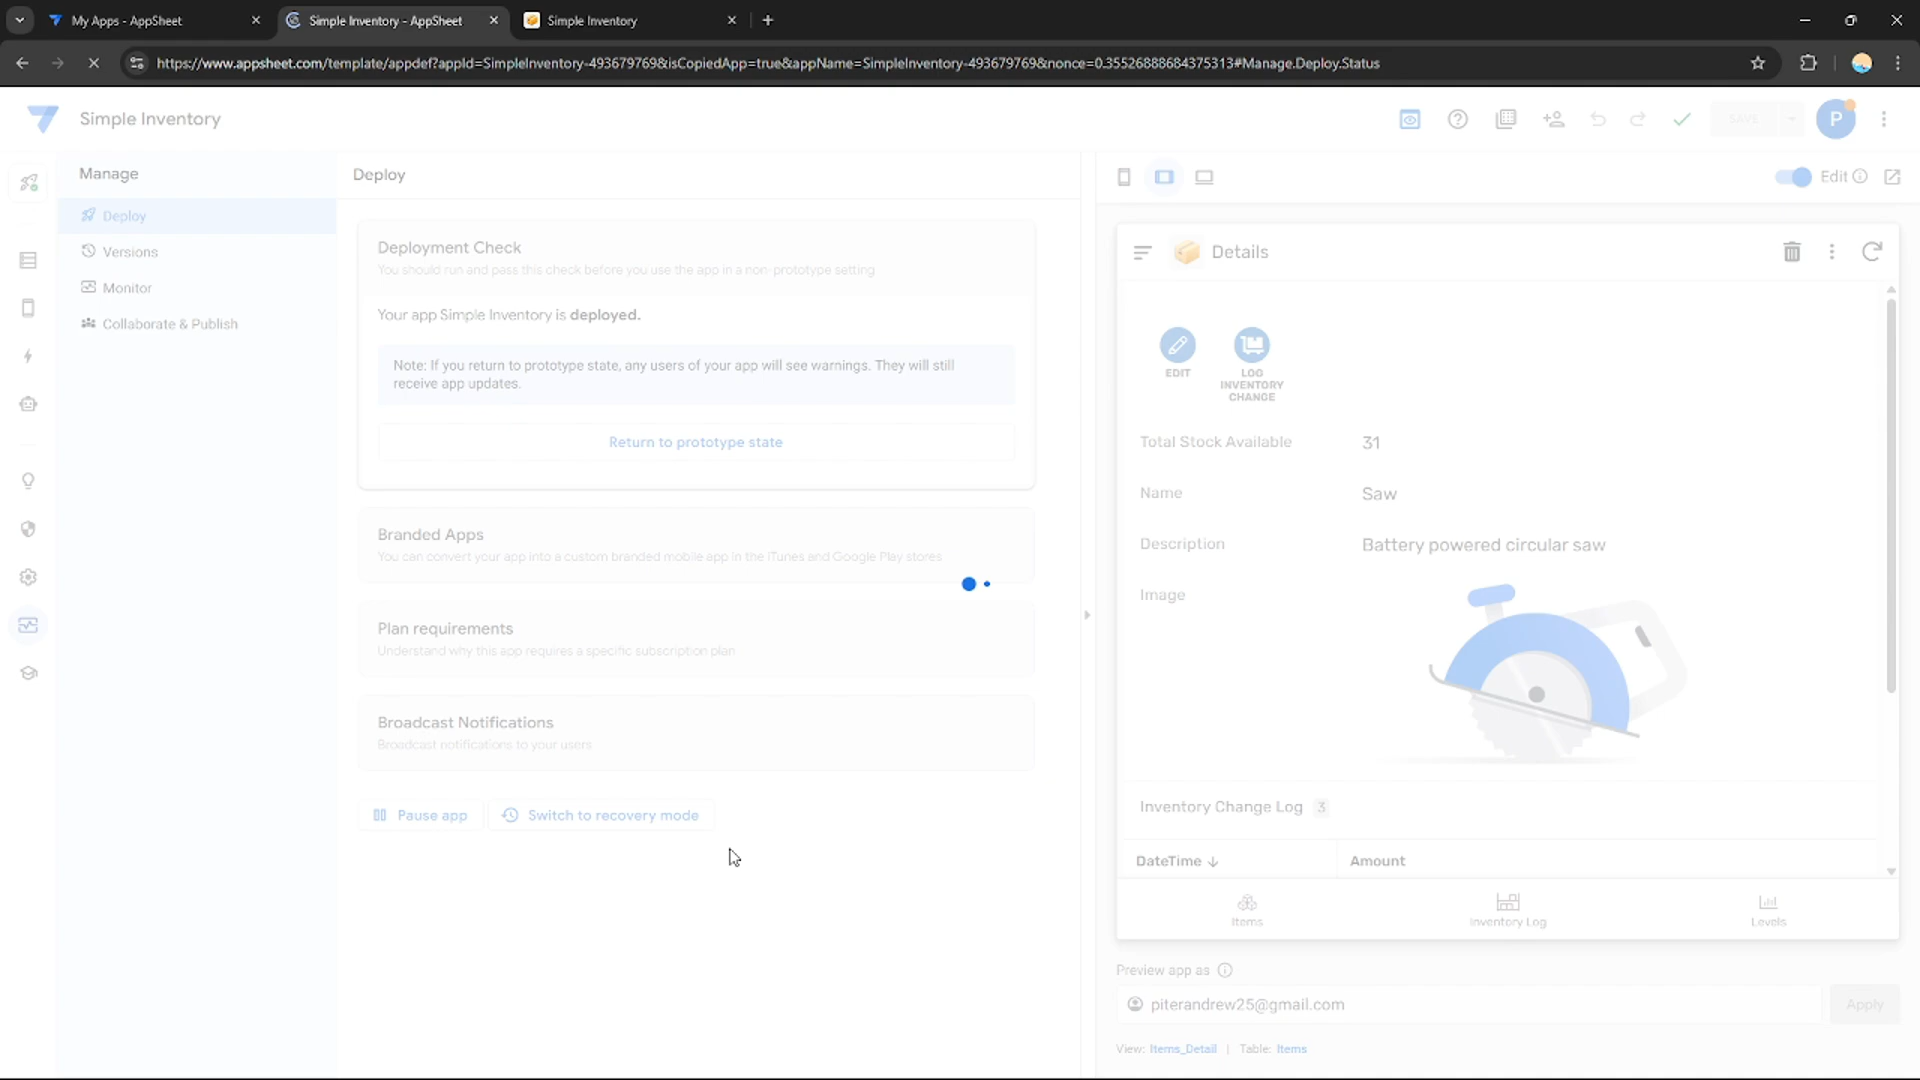 My Apps - AppSheet
Simple Inventory - AppSheet
Simple Inventory
https://www.appsheet.com/template/appdef?appId=SimpleInventory-493679769&isCopiedApp=true&appName=SimpleInventory-493679769&nonce=0.35526888684375313#Manage.Deploy.Status
Simple Inventory
SAVE
P
Manage
Deploy
Versions
Monitor
Collaborate & Publish
Deploy
Deployment Check
You should run and pass this check before you use the app in a non-prototype setting
Your app Simple Inventory is deployed.
Note: If you return to prototype state, any users of your app will see warnings. They will still
receive app updates.
Return to prototype state
Branded Apps
You can convert your app into a custom branded mobile app in the iTunes and Google Play stores
Plan requirements
Understand why this app requires a specific subscription plan
Broadcast Notifications
Broadcast notifications to your users
Pause app
Switch to recovery mode
Edit
Details
EDIT
LOG
INVENTORY
CHANGE
Total Stock Available 31
Name Saw
Description Battery powered circular saw
Image
Inventory Change Log 3
DateTime Amount
Items
Inventory Log
Levels
Preview app as
piterandrew25@gmail.com
Apply
View: Items_Detail | Table: Items